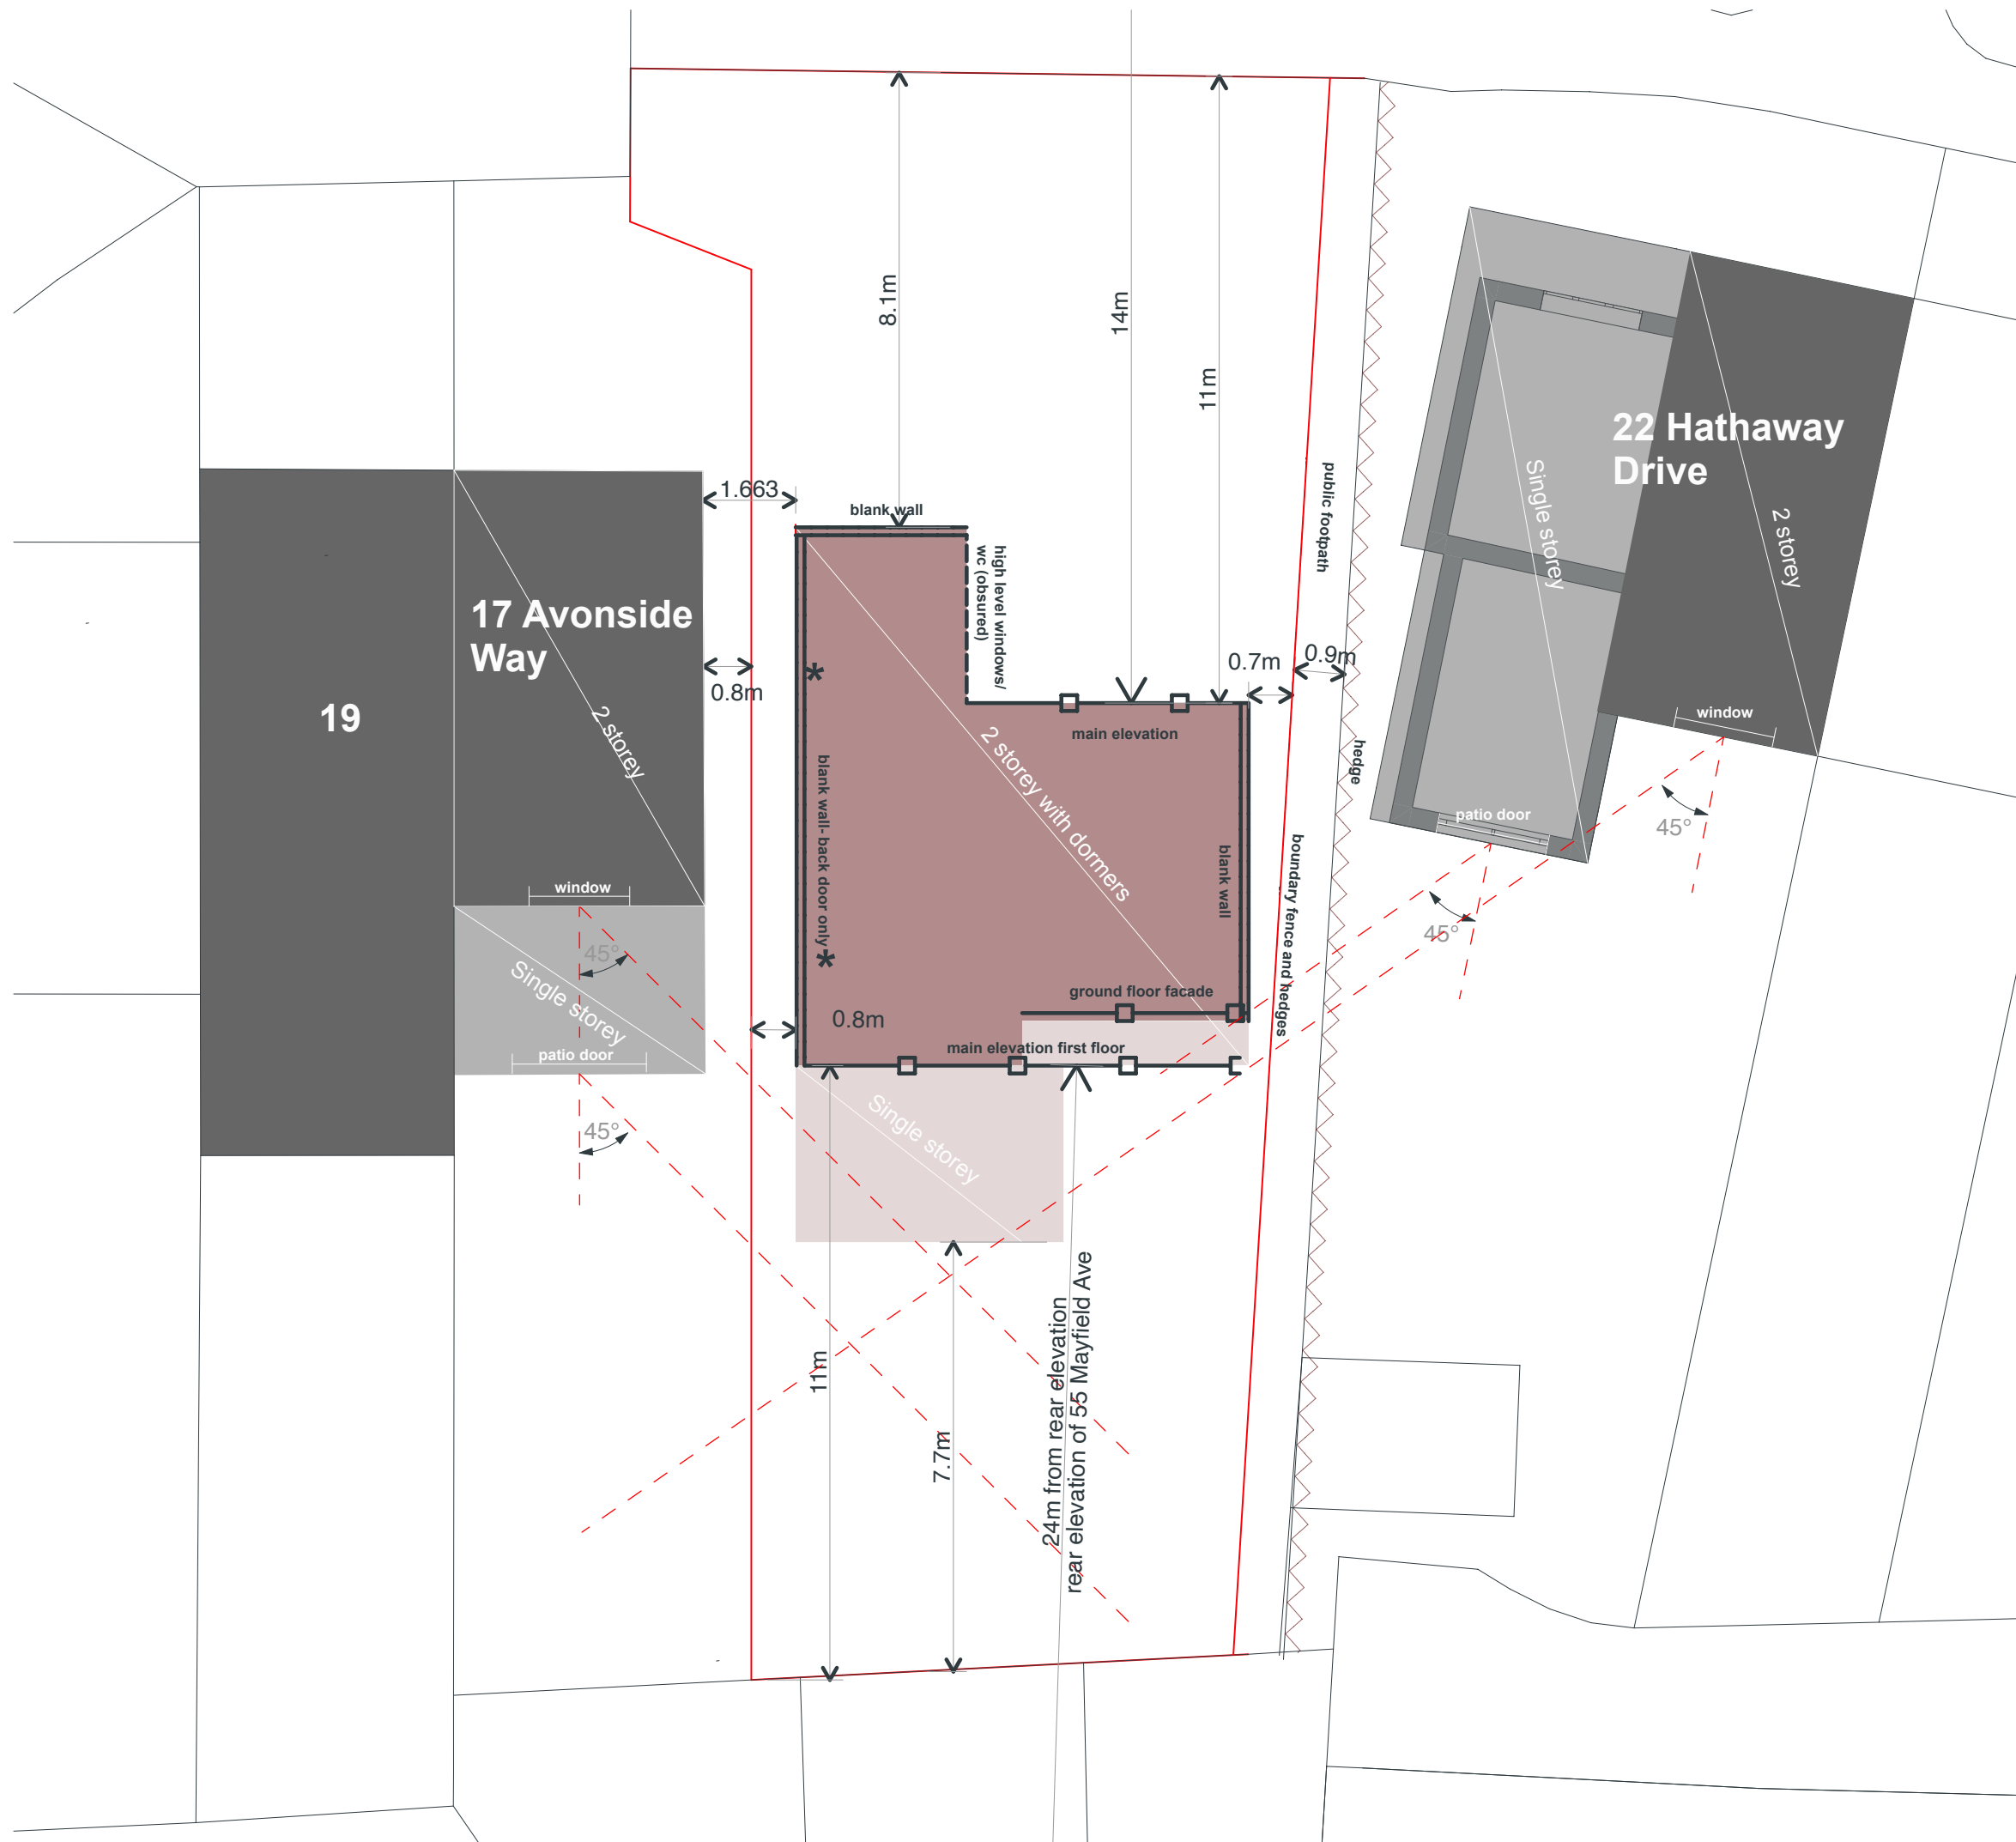 8.1m
14m
11m
22 Hathaway
Drive
public footpath
Single storey
2 storey
1.663
blank wall
high level windows/
wc (obsured)
17 Avonside
Way
0.8m
*
0.7m
0.9m
19
2 storey
main elevation
window
hedge
2 storey with dormers
blank wall- back door only*
*
patio door
45°
blank wall
boundary fence and hedges
window
45°
45°
Single storey
ground floor facade
0.8m
main elevation first floor
patio door
45°
Single storey
11m
7.7m
24m from rear elevation
rear elevation of 55 Mayfield Ave